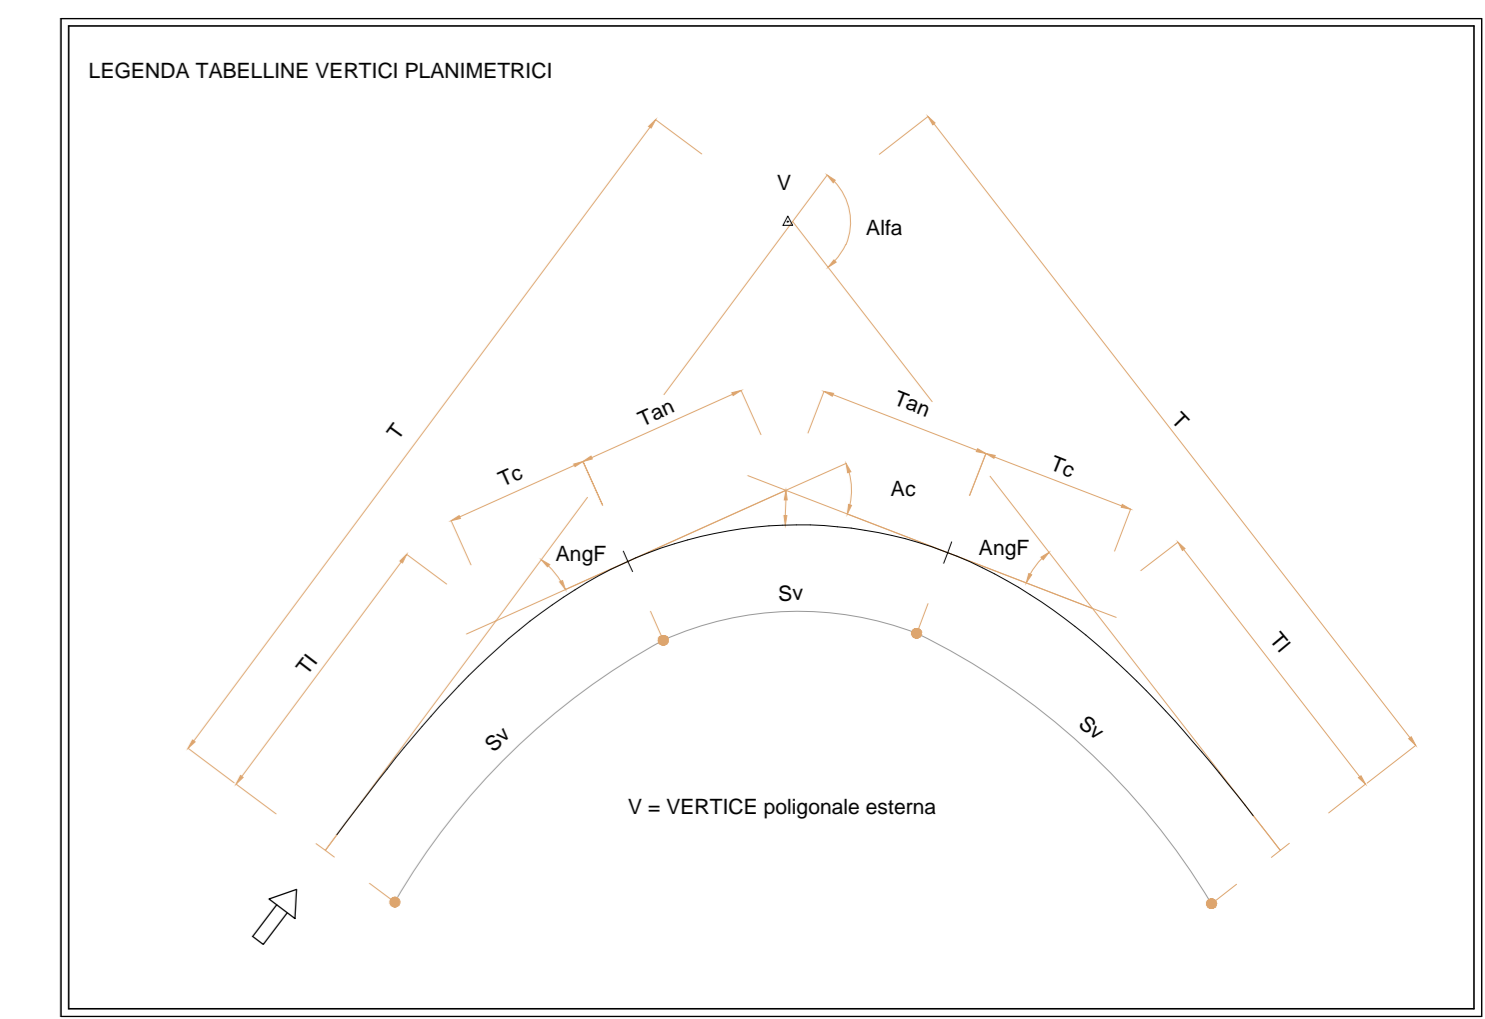 LEGENDA TABELLINE VERTICI PLANIMETRICI
V
Alfa
T
T
Tan
Tan
Tc
Tc
Ac
AngF
AngF
Sv
Tl
Tl
Sv
Sv
V = VERTICE poligonale esterna